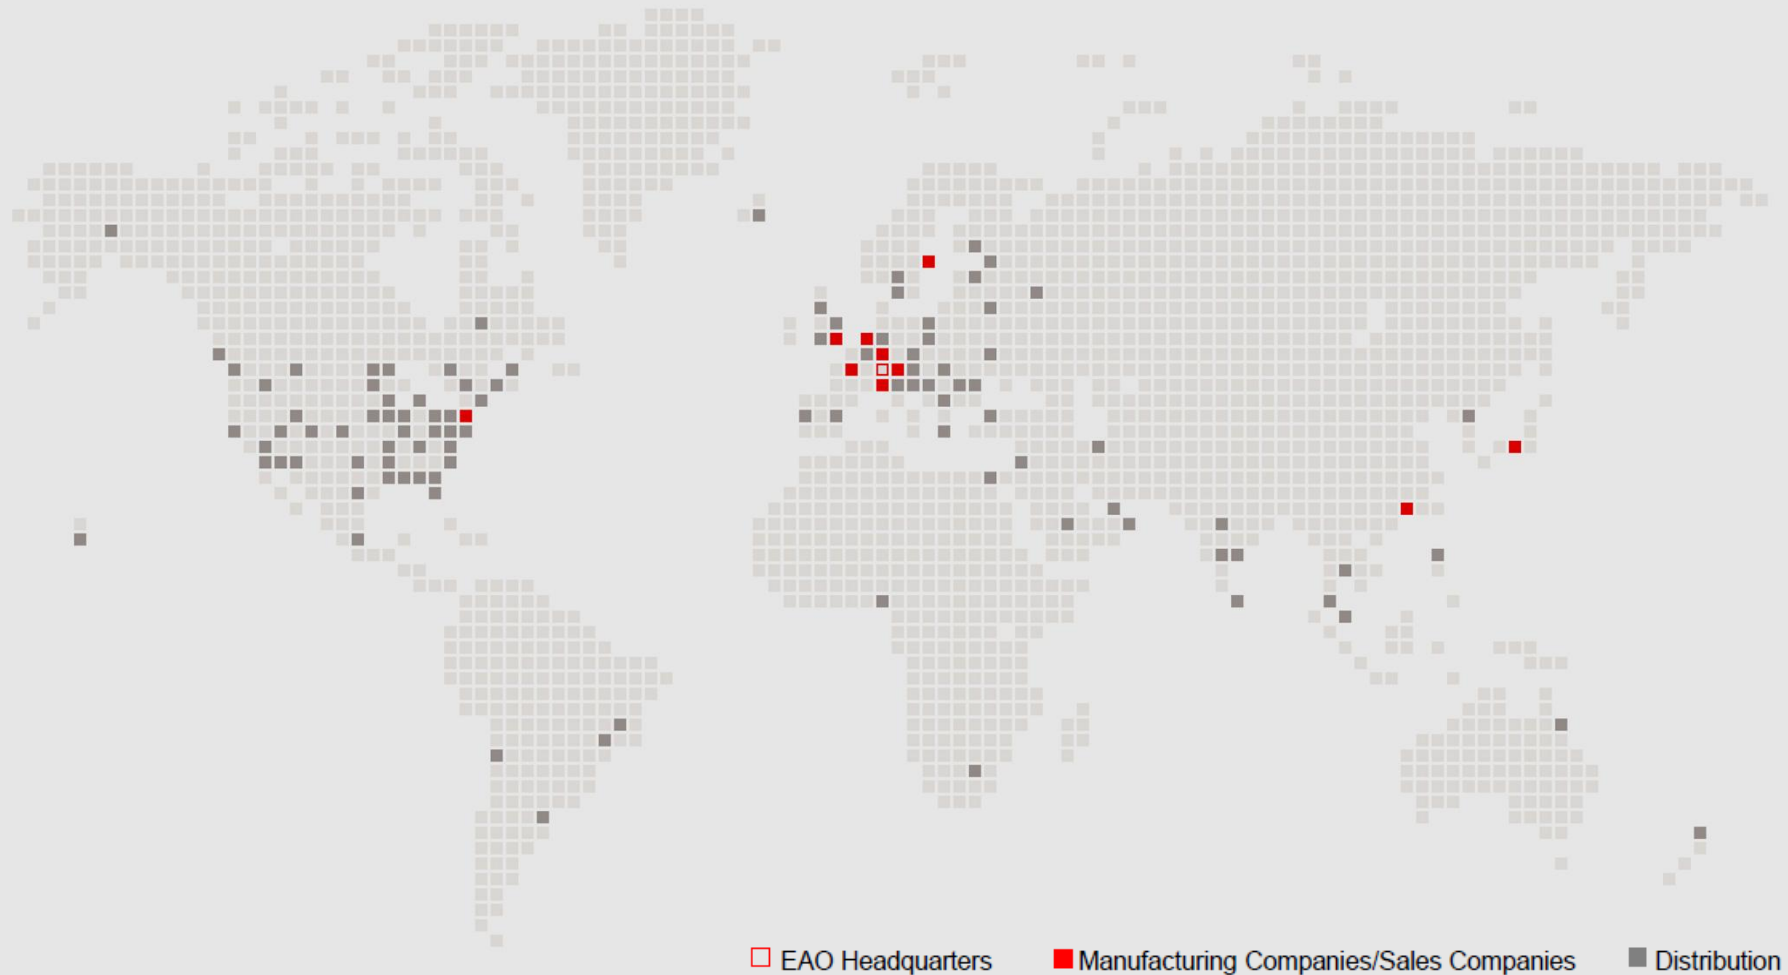 EAO Headquarters
Manufacturing Companies/Sales Companies
Distribution